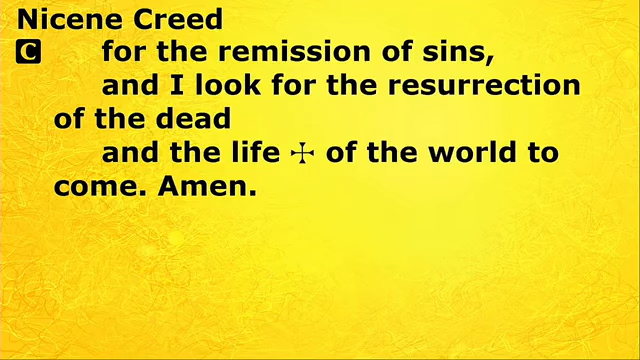 Nicene Creed
C for the remission of sins,
and I look for the resurrection
of the dead
and the life ☩ of the world to
come. Amen.